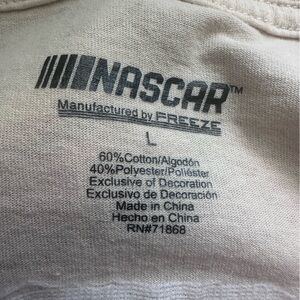 NASCAR™
Manufactured by FREEZE
L
60%Cotton/Algodón
40%Polyester/Poliéster
Exclusive of Decoration
Exclusivo de Decoración
Made in China
Hecho en China
RN#71868